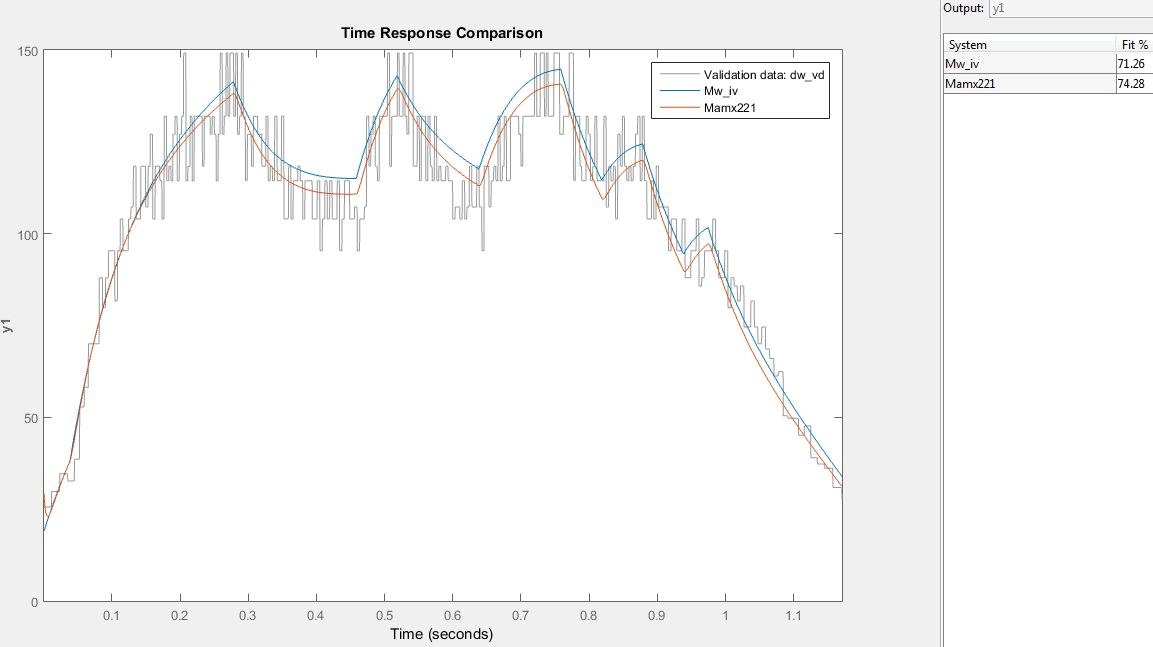 Time Response Comparison
Output: y1
System Fit %
Mw_iv 71.26
Mamx221 74.28
Validation data: dw_vd
Mw_iv
Mamx221
150
100
50
0
y1
0.1 0.2 0.3 0.4 0.5 0.6 0.7 0.8 0.9 1 1.1
Time (seconds)